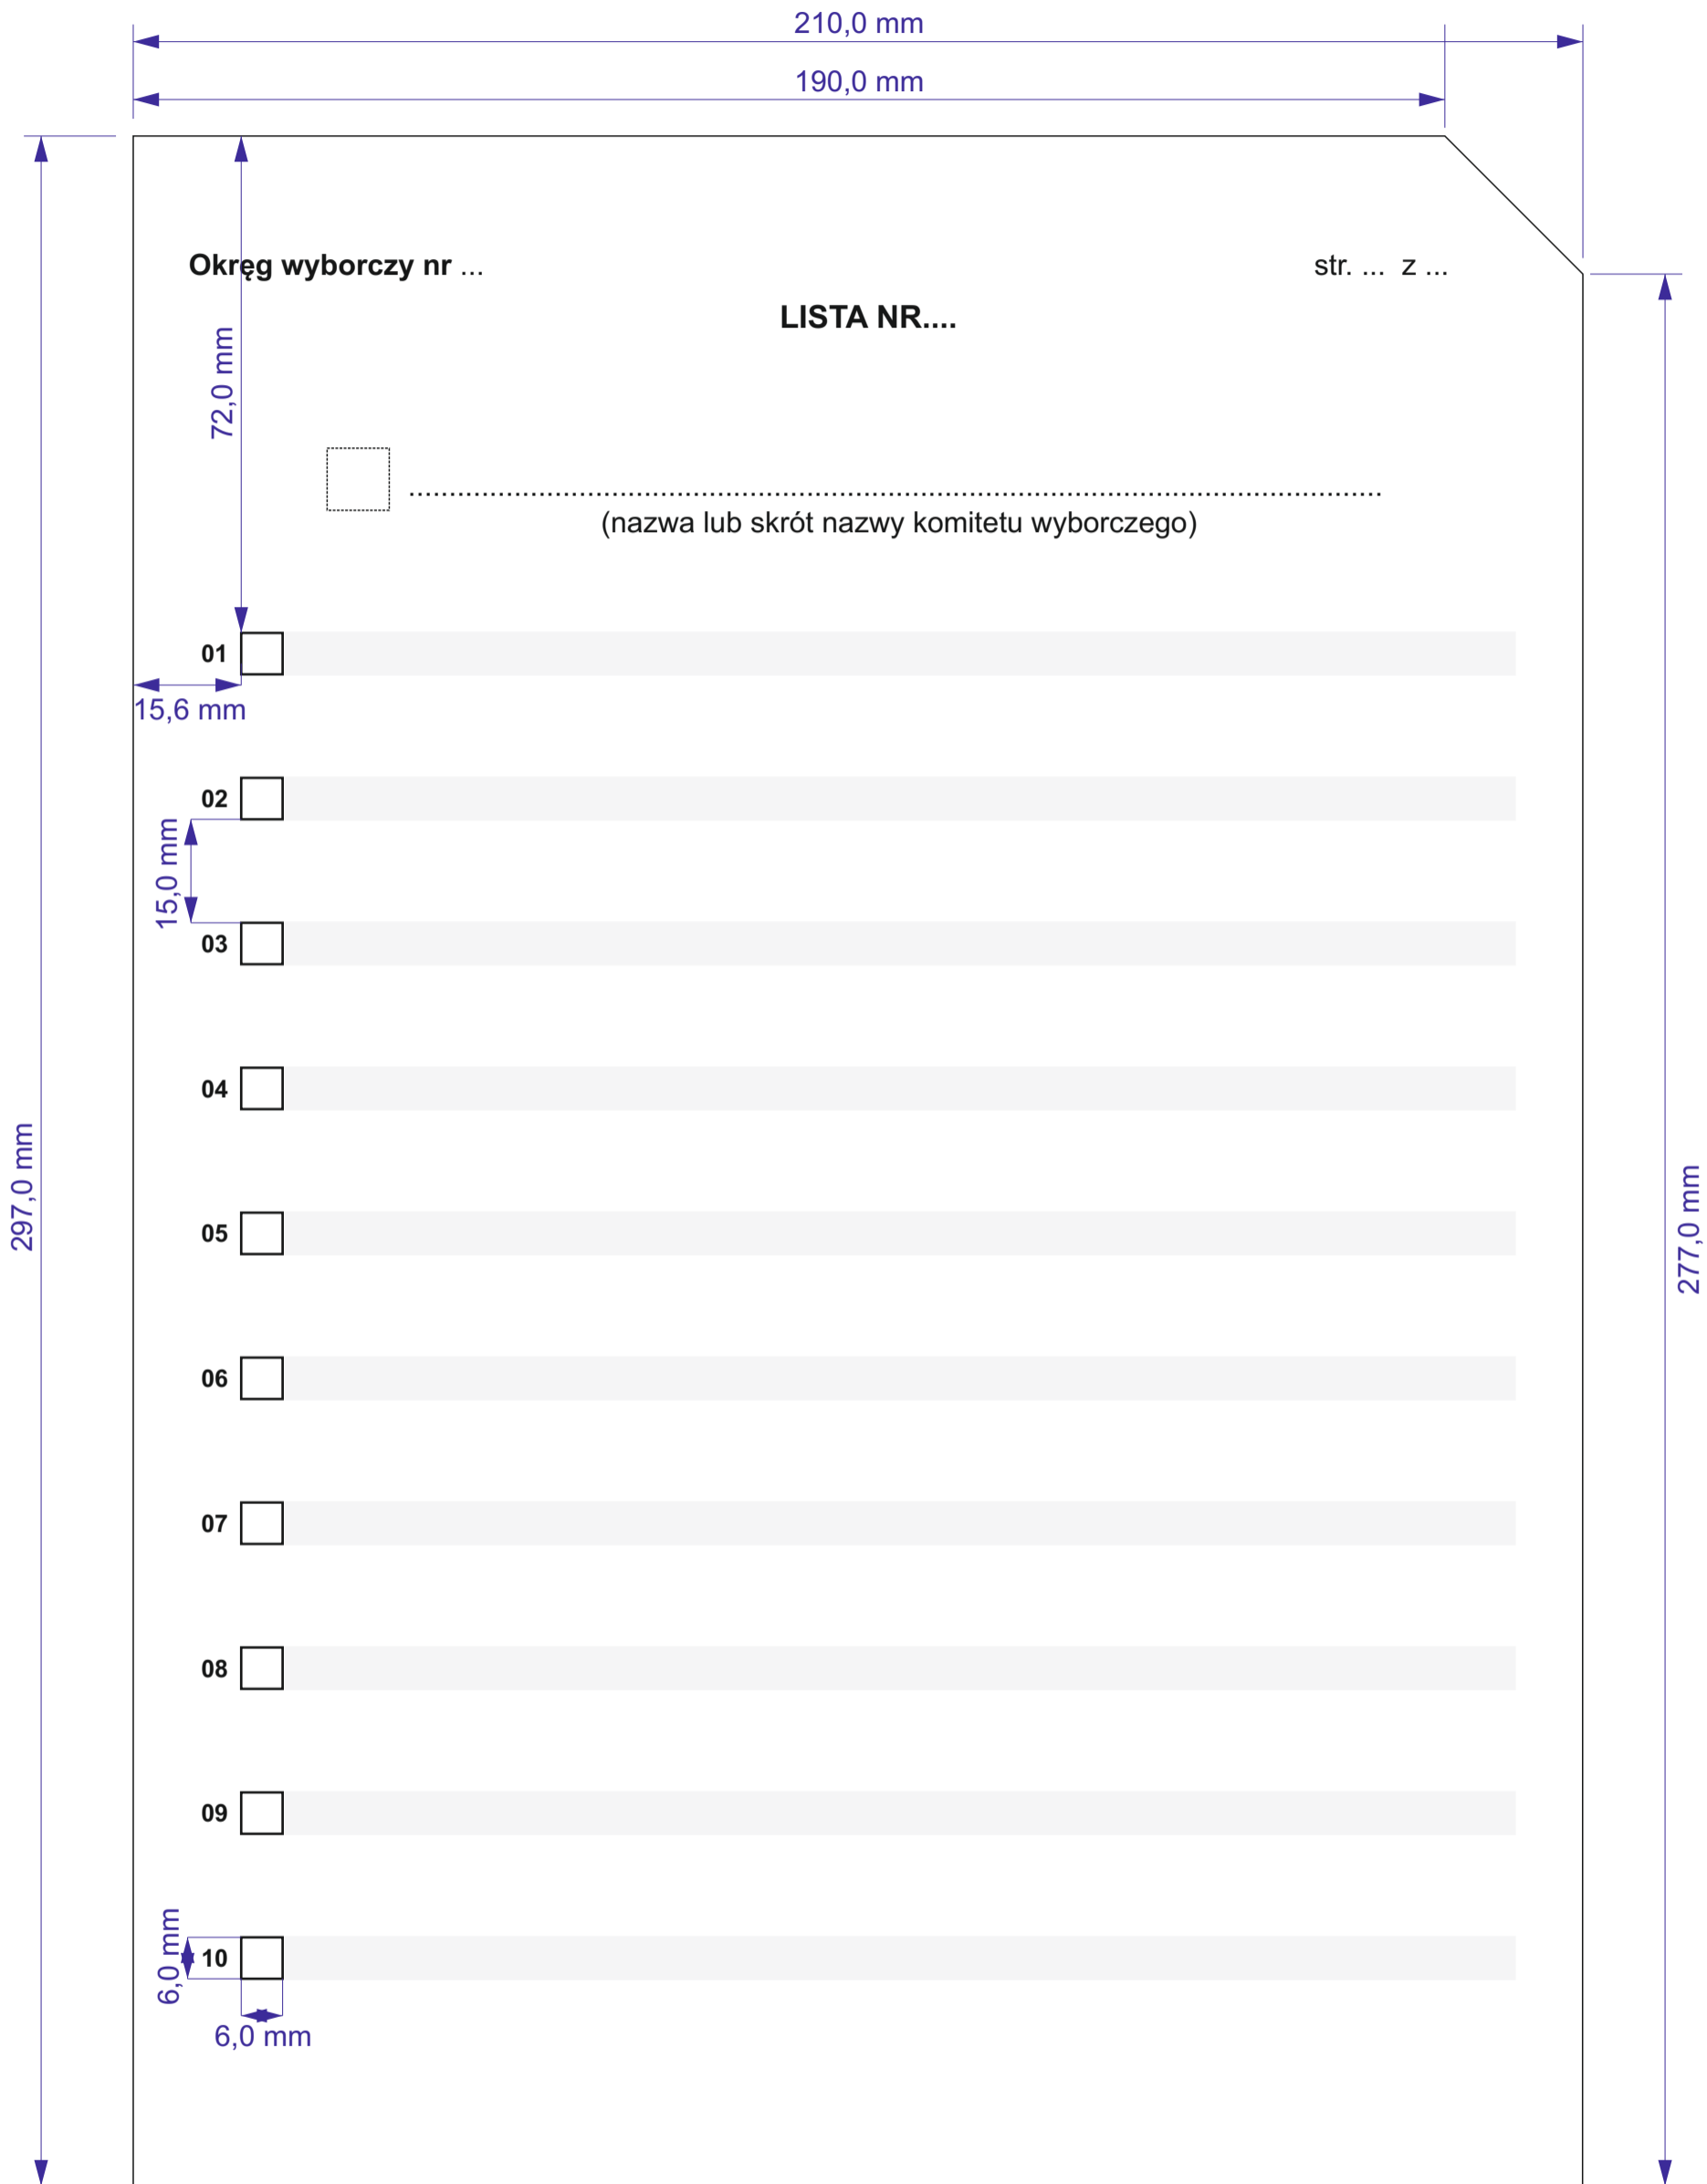 210,0 mm
190,0 mm
Okręg wyborczy nr ...
str. ... z ...
LISTA NR....
72,0 mm
........................................................................................................................
(nazwa lub skrót nazwy komitetu wyborczego)
01
15,6 mm
02
15,0 mm
03
04
297,0 mm
277,0 mm
05
06
07
08
09
6,0 mm
10
6,0 mm